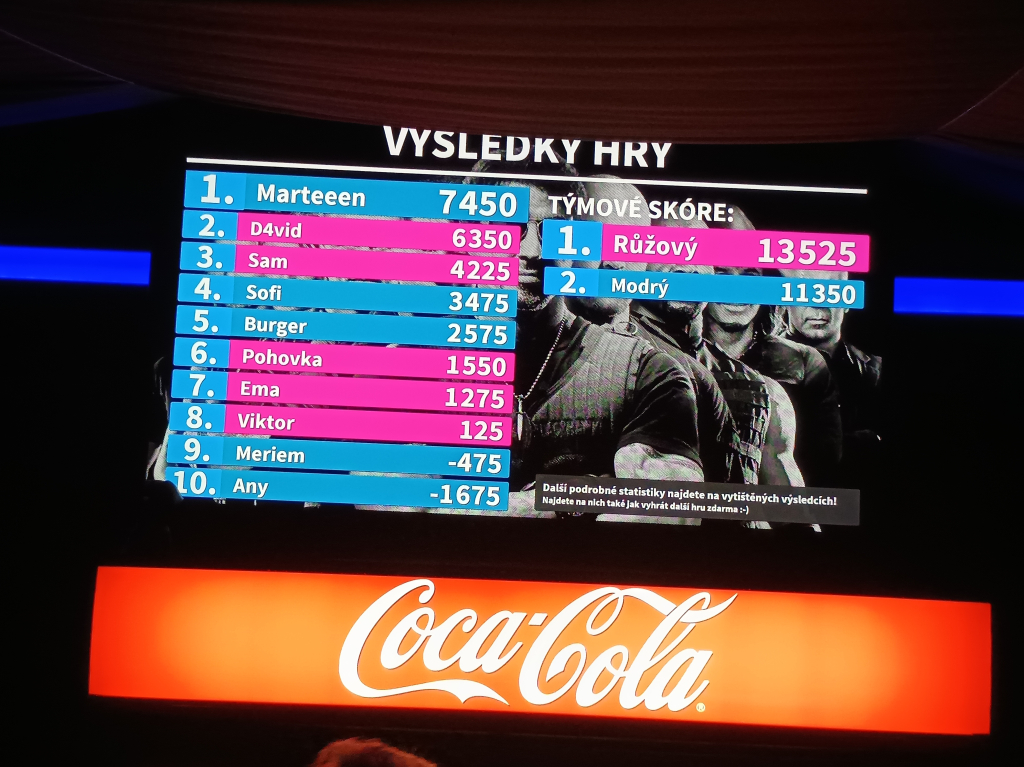 VÝSLEDKY HRY
1. Marteeen 7450
2. D4vid 6350
3. Sam 4225
4. Sofi 3475
5. Burger 2575
6. Pohovka 1550
7. Ema 1275
8. Viktor 125
9. Meriem -475
10. Any -1675
TÝMOVÉ SKÓRE:
1. Růžový 13525
2. Modrý 11350
Další podrobné statistiky najdete na vytištěných výsledcích!
Najdete na nich také jak vyhrát další hru zdarma :-)
Coca-Cola®